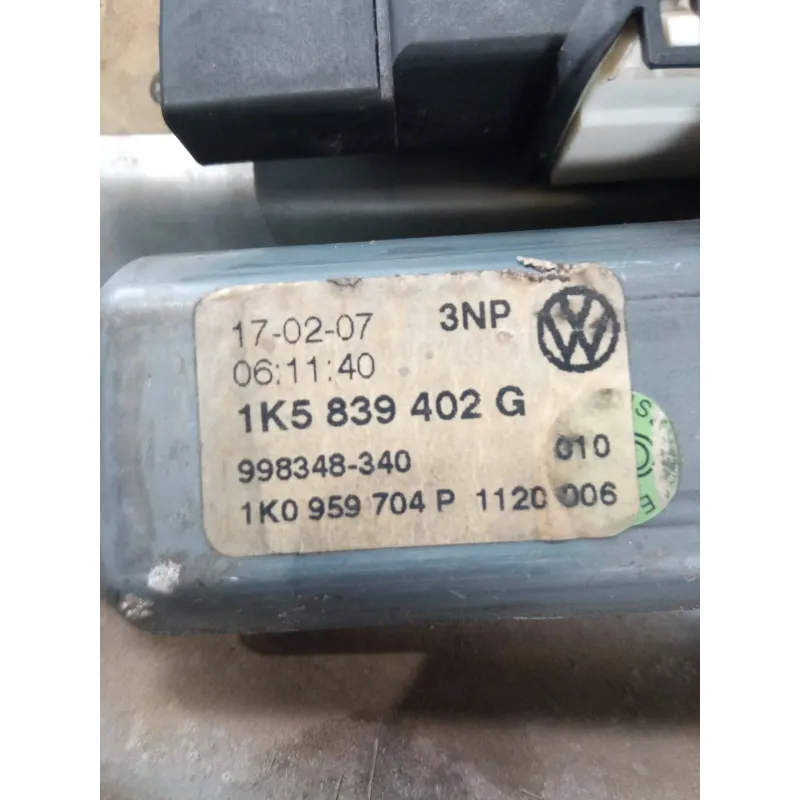 17-02-07 3NP
06:11:40
1K5 839 402 G
998348-340 010
1K0 959 704 P 1120 006